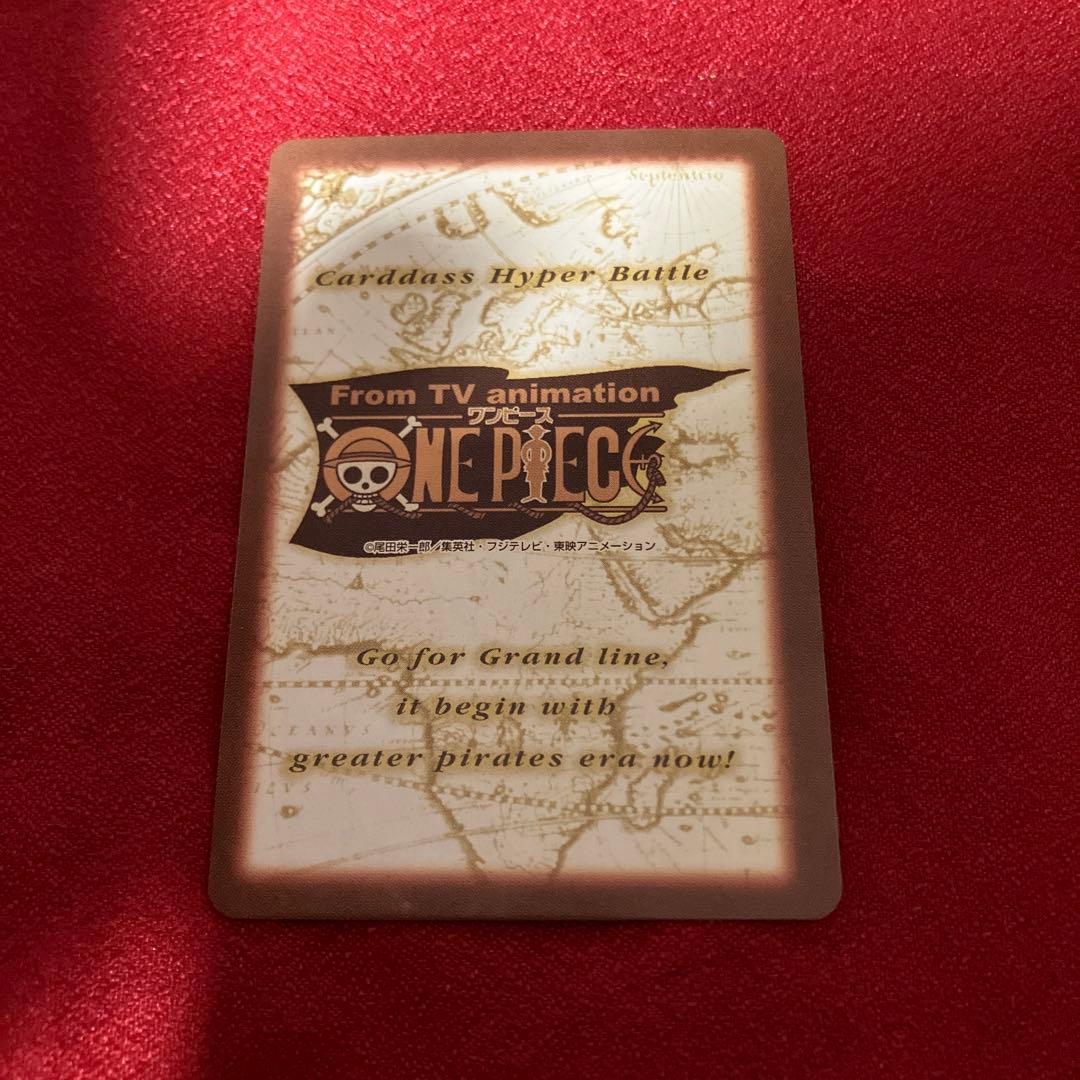 Septentrio
Carddass Hyper Battle
From TV animation
ワンピース
ONE PIECE
©尾田栄一郎／集英社・フジテレビ・東映アニメーション
Go for Grand line,
it begin with
greater pirates era now!